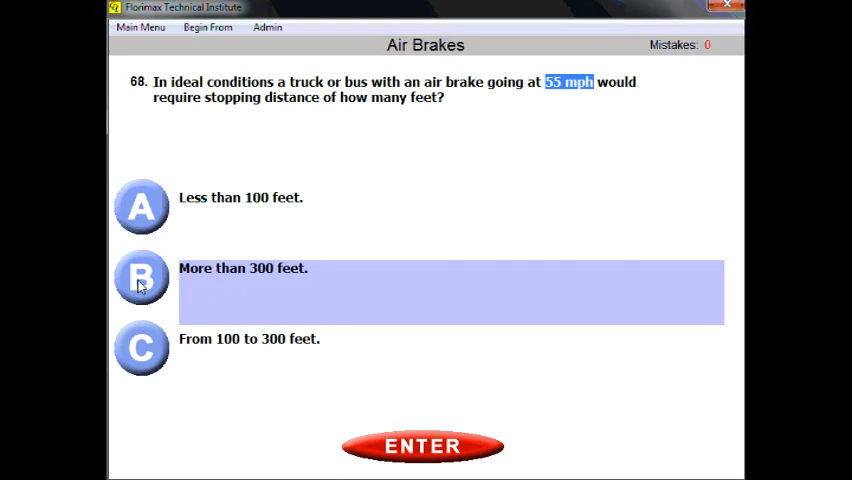 Florimax Technical Institute
Main Menu Begin From Admin
Air Brakes Mistakes: 0
68. In ideal conditions a truck or bus with an air brake going at 55 mph would
require stopping distance of how many feet?
A Less than 100 feet.
B More than 300 feet.
C From 100 to 300 feet.
ENTER